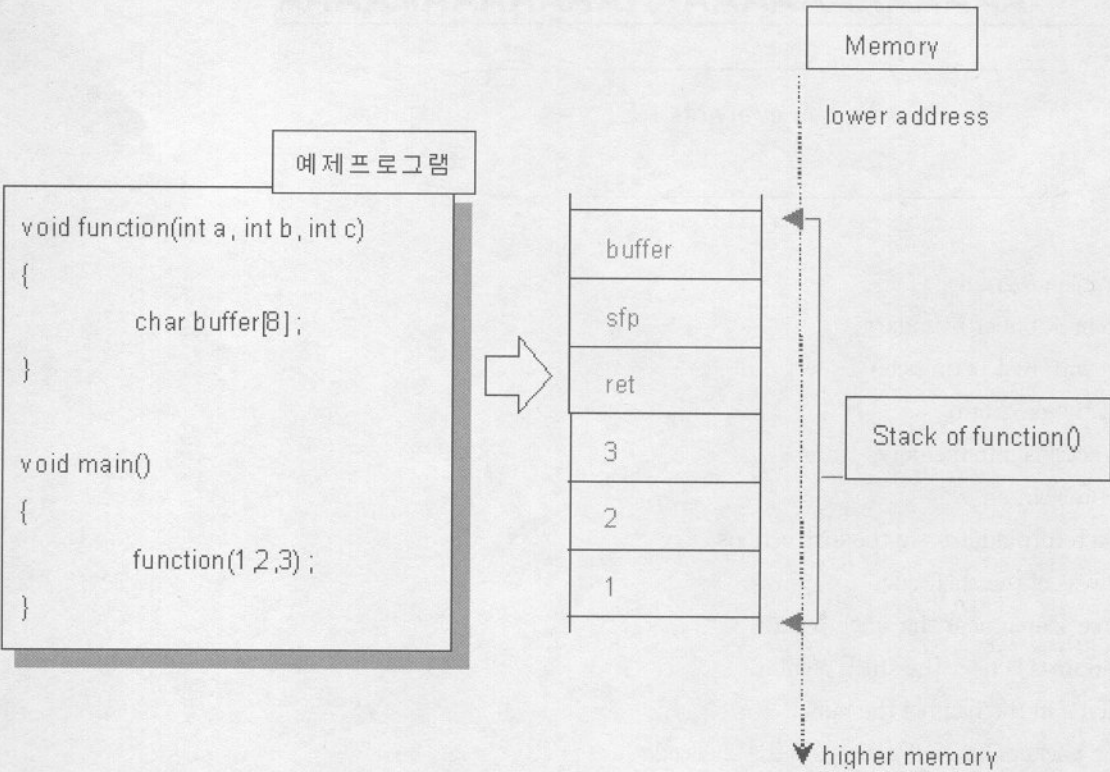 Memory
lower address
예제프로그램
void function(int a, int b, int c)
{
char buffer[8] ;
}
void main()
{
function(1,2,3) ;
}
buffer
sfp
ret
3
2
1
Stack of function()
higher memory